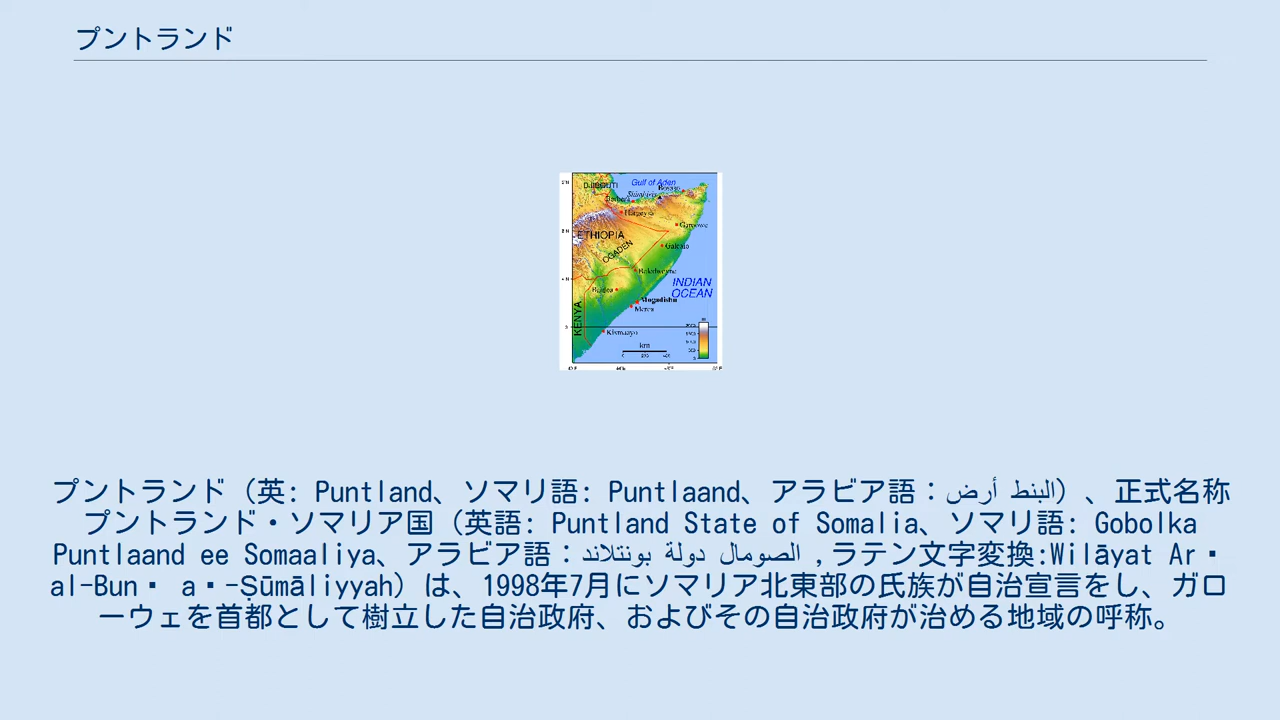 プントランド
DJIBOUTI
Gulf of Aden
ETHIOPIA
OGADEN
INDIAN
OCEAN
Mogadishu
Merca
Kismaayo
KENYA
km
プントランド（英: Puntland、ソマリ語: Puntlaand、アラビア語：البنط أرض）、正式名称
プントランド・ソマリア国（英語: Puntland State of Somalia、ソマリ語: Gobolka
Puntlaand ee Somaaliya、アラビア語：الصومال دولة بونتلاند ,ラテン文字変換:Wilāyat Ar
al-Bun a-Ṣūmāliyyah）は、1998年7月にソマリア北東部の氏族が自治宣言をし、ガロ
ーウェを首都として樹立した自治政府、およびその自治政府が治める地域の呼称。